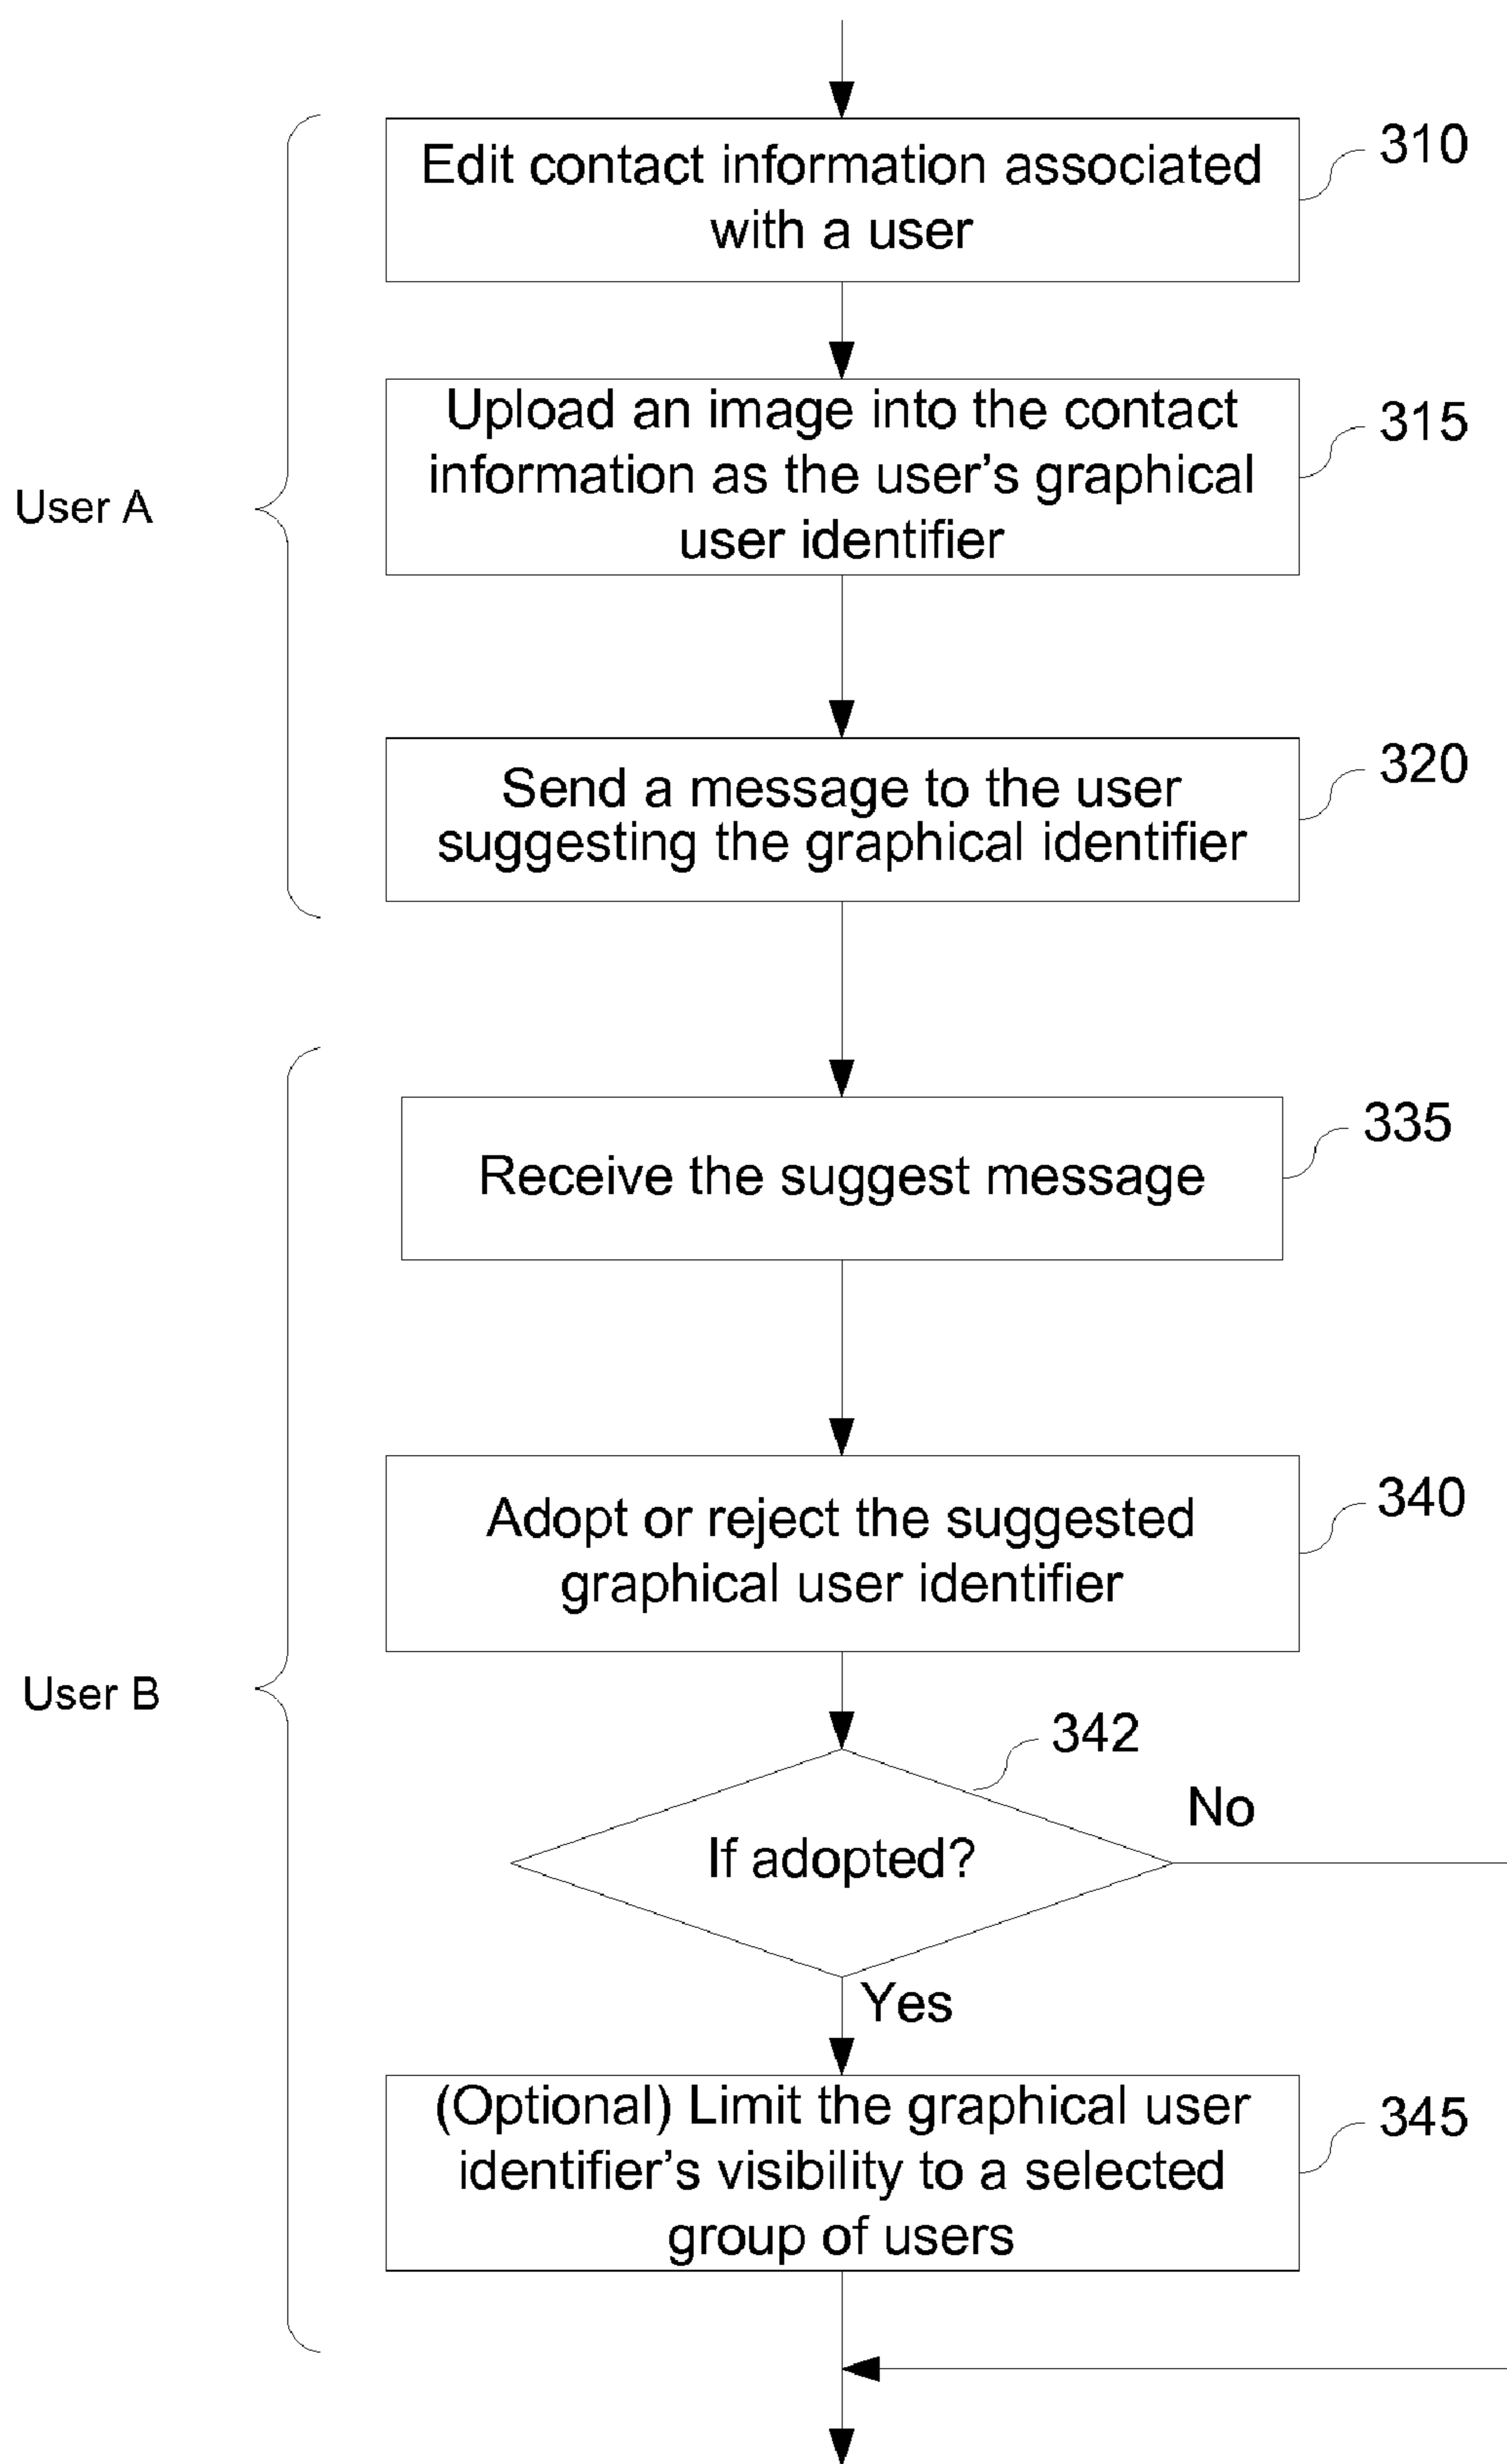 Edit contact information associated
with a user
310
Upload an image into the contact
information as the user’s graphical
user identifier
315
User A
Send a message to the user
suggesting the graphical identifier
320
Receive the suggest message
335
Adopt or reject the suggested
graphical user identifier
340
User B
342
If adopted?
No
Yes
(Optional) Limit the graphical user
identifier’s visibility to a selected
group of users
345